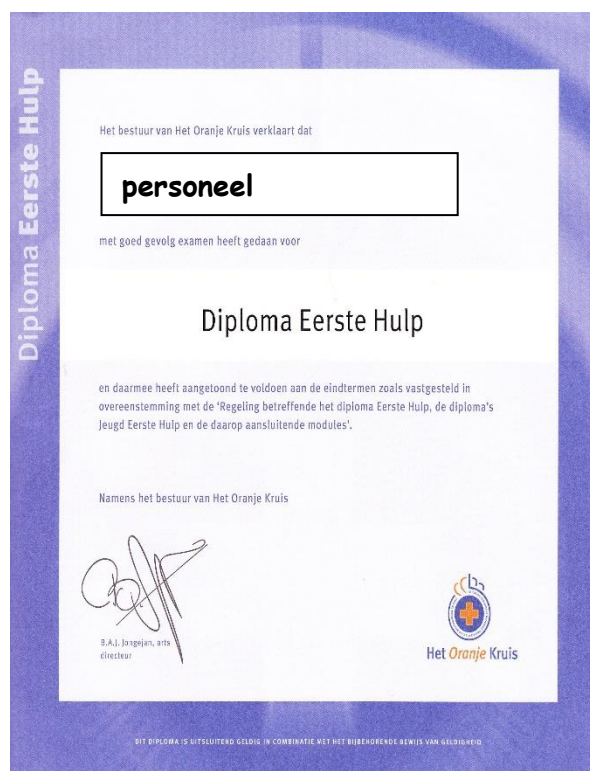 Diploma Eerste Hulp
Het bestuur van Het Oranje Kruis verklaart dat
personeel
met goed gevolg examen heeft gedaan voor
Diploma Eerste Hulp
en daarmee heeft aangetoond te voldoen aan de eindtermen zoals vastgesteld in
overeenstemming met de ‘Regeling betreffende het diploma Eerste Hulp, de diploma’s
Jeugd Eerste Hulp en de daarop aansluitende modules’.
Namens het bestuur van Het Oranje Kruis
B.A.J. Jongejan, arts
directeur
Het Oranje Kruis
DIT DIPLOMA IS UITSLUITEND GELDIG IN COMBINATIE MET HET BIJBEHORENDE BEWIJS VAN GELDIGHEID